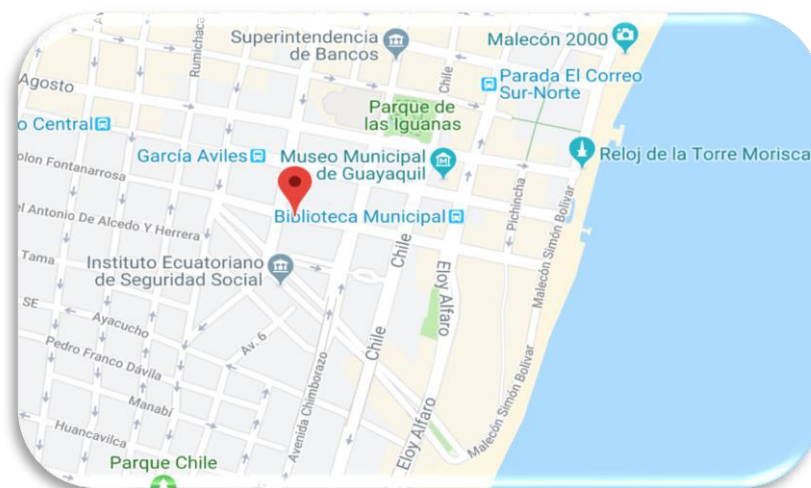 Superintendencia
de Bancos
Malecón 2000
Rumichaca
Chile
Parada El Correo
Sur-Norte
Agosto
Parque de
las Iguanas
o Central
García Aviles
Museo Municipal
de Guayaquil
Reloj de la Torre Morisca
olon Fontanarrosa
Biblioteca Municipal
Pichincha
Malecón Simón Bolívar
el Antonio De Alcedo Y Herrera
Tama
Instituto Ecuatoriano
de Seguridad Social
Chile
Eloy Alfaro
SE
Ayacucho
Av. 6
Pedro Franco Dávila
Chile
Avenida Chimborazo
Manabí
Malecón Simón Bolívar
Huancavilca
Eloy Alfaro
Parque Chile